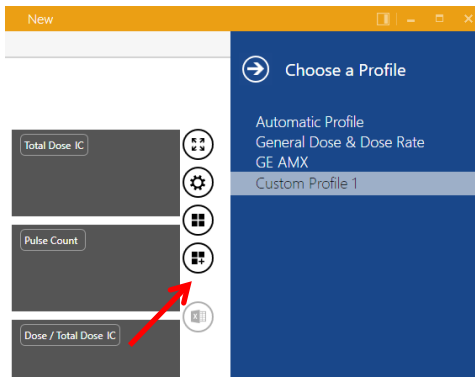 New
Choose a Profile
Automatic Profile
General Dose & Dose Rate
GE AMX
Custom Profile 1
Total Dose IC
Pulse Count
Dose / Total Dose IC